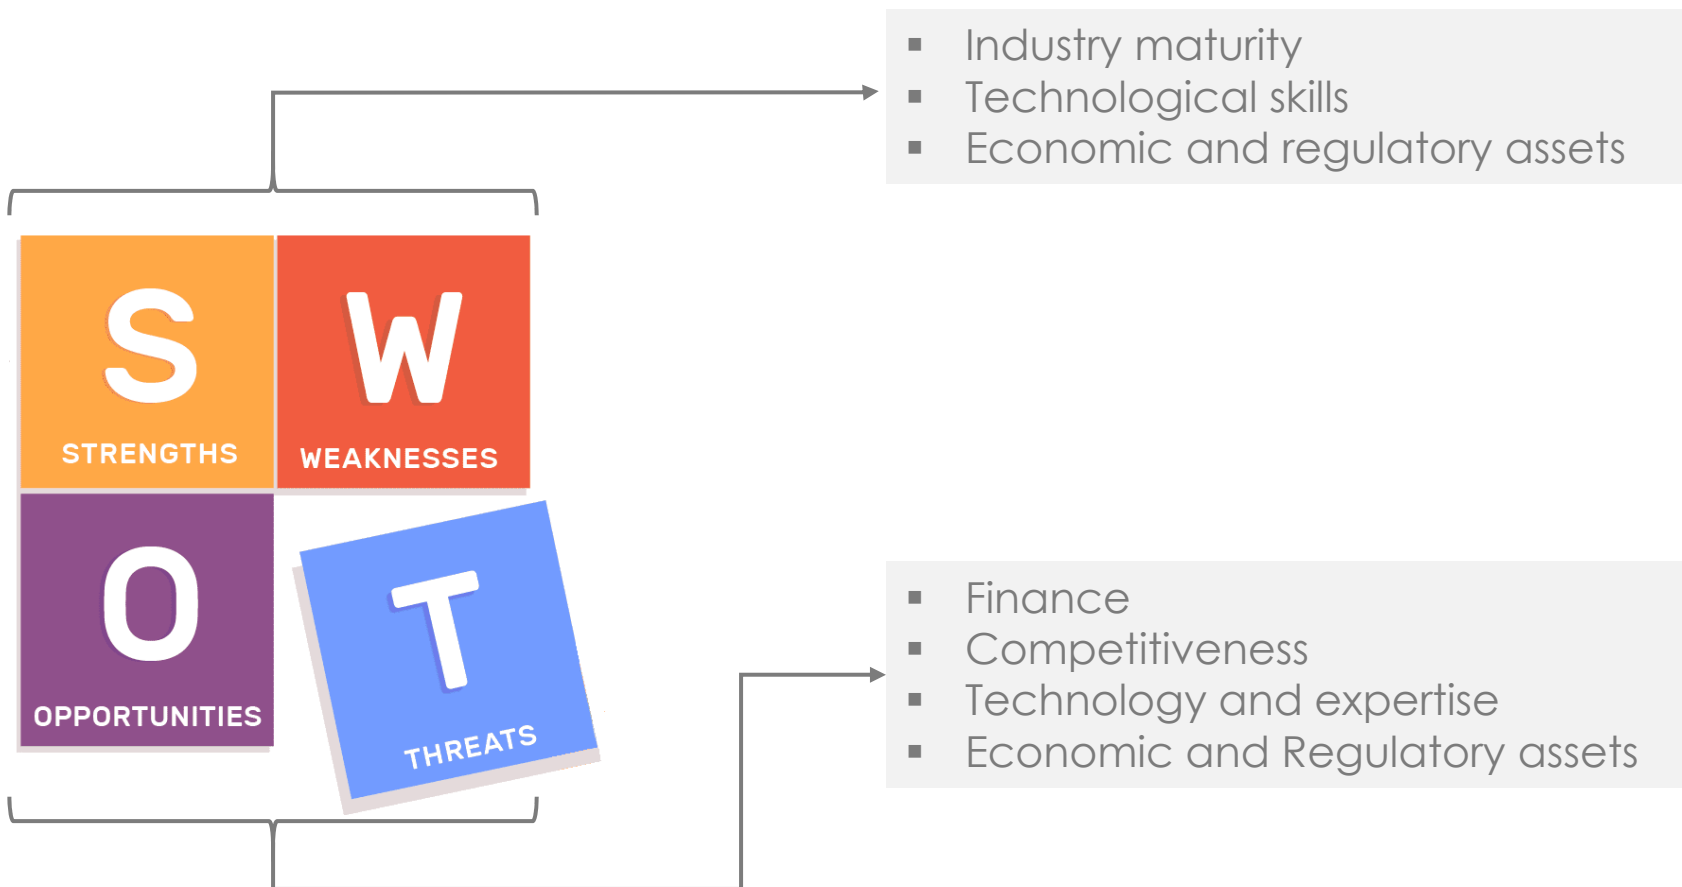 ▪ Industry maturity
▪ Technological skills
▪ Economic and regulatory assets
S
STRENGTHS
W
WEAKNESSES
O
OPPORTUNITIES
T
THREATS
▪ Finance
▪ Competitiveness
▪ Technology and expertise
▪ Economic and Regulatory assets